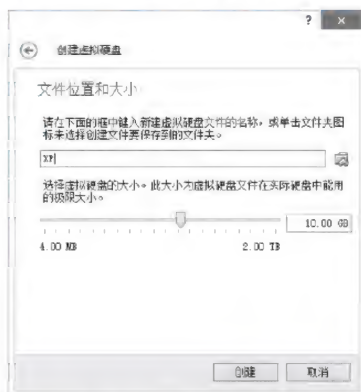 ? ×
创建虚拟硬盘
文件位置和大小
请在下面的框中键入新建虚拟硬盘文件的名称，或单击文件夹图
标来选择创建文件要保存到的文件夹。
XP
选择虚拟硬盘的大小。此大小为虚拟硬盘文件在实际硬盘中能用
的极限大小。
10.00 GB
4.00 MB 2.00 TB
创建 取消